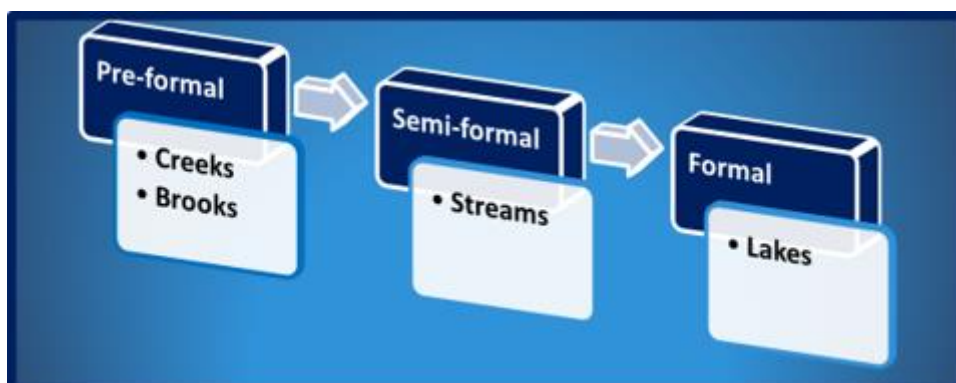 Pre-formal
• Creeks
• Brooks
Semi-formal
• Streams
Formal
• Lakes